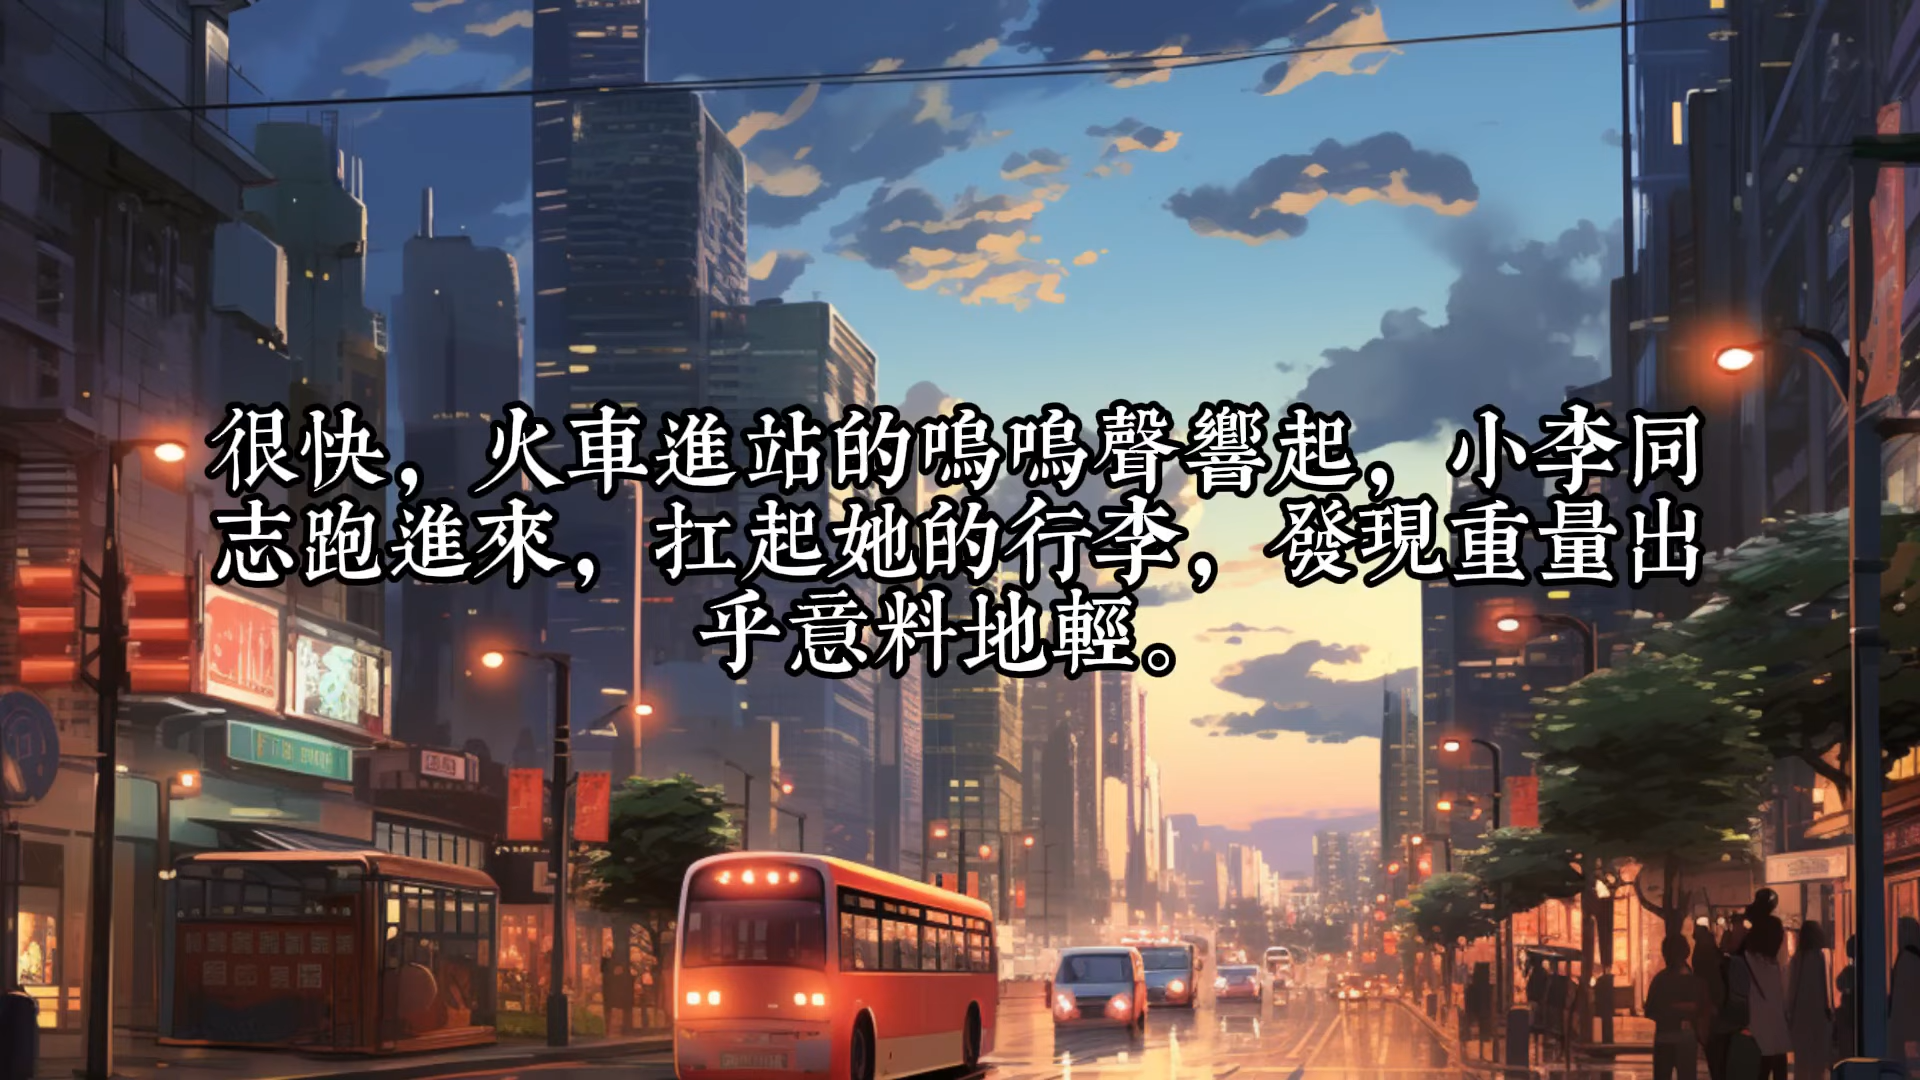 很快，火車進站的嗚嗚聲響起，小李同
志跑進來，扛起她的行李，發現重量出
乎意料地輕。